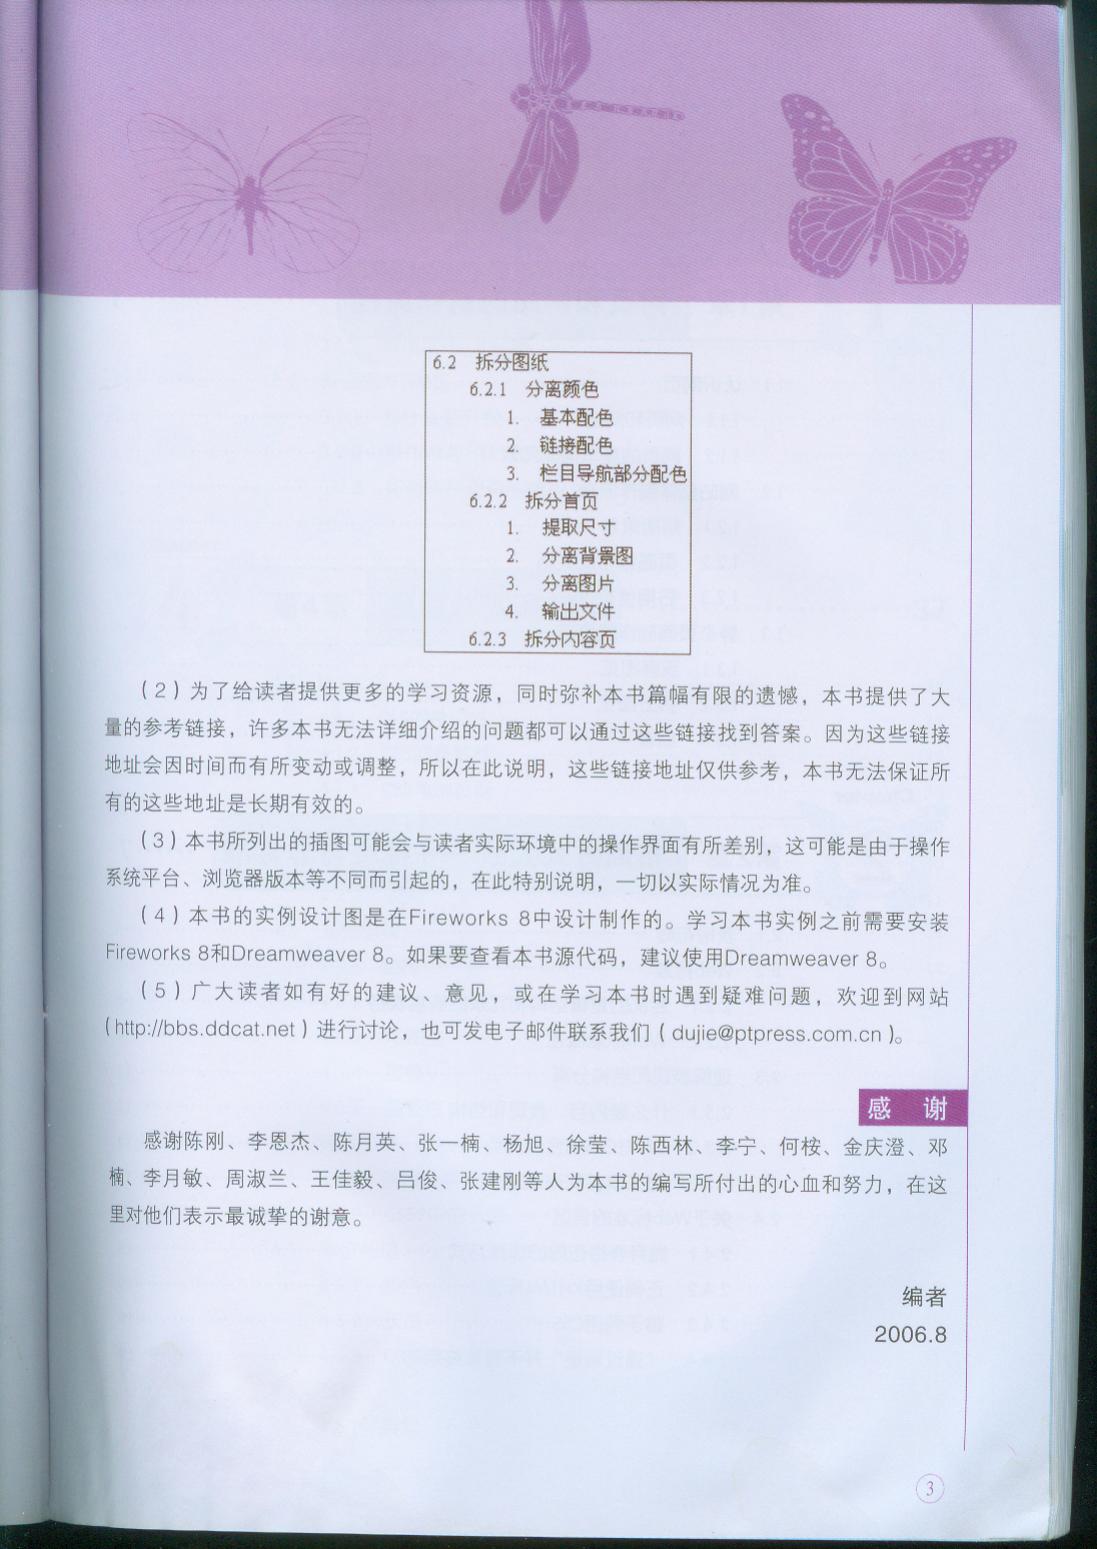 6.2 拆分图纸
6.2.1 分离颜色
1. 基本配色
2. 链接配色
3. 栏目导航部分配色
6.2.2 拆分首页
1. 提取尺寸
2. 分离背景图
3. 分离图片
4. 输出文件
6.2.3 拆分内容页
（2）为了给读者提供更多的学习资源，同时弥补本书篇幅有限的遗憾，本书提供了大
量的参考链接，许多本书无法详细介绍的问题都可以通过这些链接找到答案。因为这些链接
地址会因时间而有所变动或调整，所以在此说明，这些链接地址仅供参考，本书无法保证所
有的这些地址是长期有效的。
（3）本书所列出的插图可能会与读者实际环境中的操作界面有所差别，这可能是由于操作
系统平台、浏览器版本等不同而引起的，在此特别说明，一切以实际情况为准。
（4）本书的实例设计图是在Fireworks 8中设计制作的。学习本书实例之前需要安装
Fireworks 8和Dreamweaver 8。如果要查看本书源代码，建议使用Dreamweaver 8。
（5）广大读者如有好的建议、意见，或在学习本书时遇到疑难问题，欢迎到网站
（http://bbs.ddcat.net）进行讨论，也可发电子邮件联系我们（dujie@ptpress.com.cn）。
感 谢
感谢陈刚、李恩杰、陈月英、张一楠、杨旭、徐莹、陈西林、李宁、何桉、金庆澄、邓
楠、李月敏、周淑兰、王佳毅、吕俊、张建刚等人为本书的编写所付出的心血和努力，在这
里对他们表示最诚挚的谢意。
编者
2006.8
3